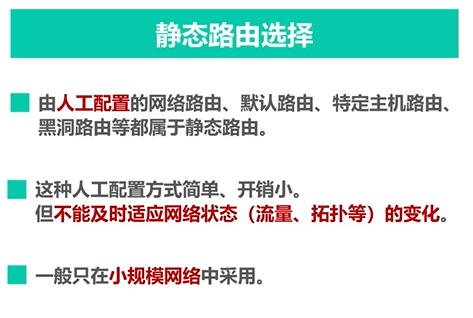 静态路由选择
由人工配置的网络路由、默认路由、特定主机路由、
黑洞路由等都属于静态路由。
这种人工配置方式简单、开销小。
但不能及时适应网络状态（流量、拓扑等）的变化。
一般只在小规模网络中采用。